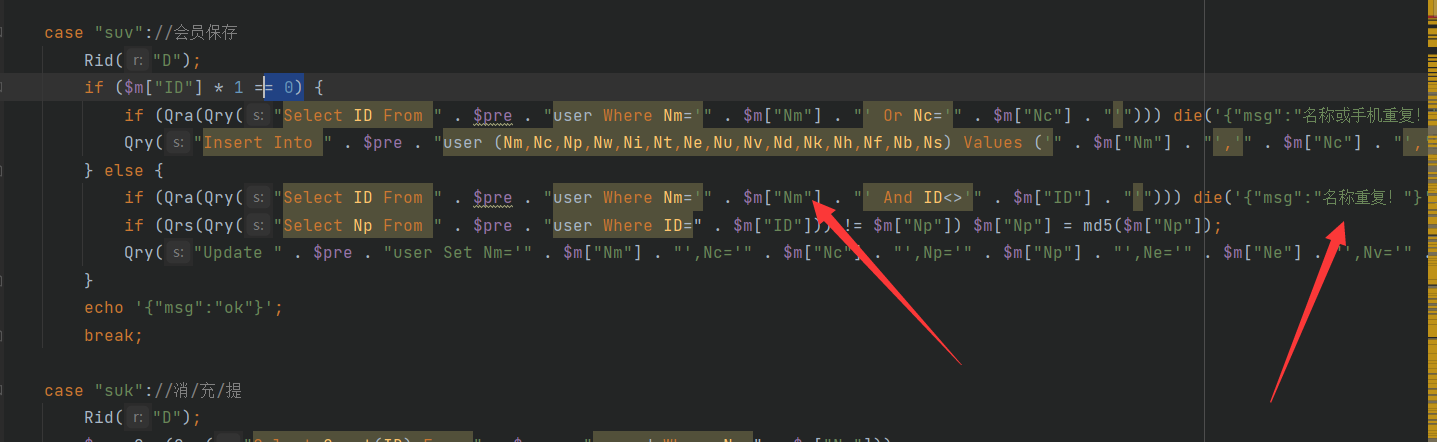 case "suv"://会员保存
Rid( r: "D");
if ($m["ID"] * 1 == 0) {
if (Qra(Qry( s: "Select ID From " . $pre . "user Where Nm='" . $m["Nm"] . "' Or Nc='" . $m["Nc"] . "'"))) die('{"msg":"名称或手机重复!
Qry( s: "Insert Into " . $pre . "user (Nm,Nc,Np,Nw,Ni,Nt,Ne,Nu,Nv,Nd,Nk,Nh,Nf,Nb,Ns) Values ('" . $m["Nm"] . "','" . $m["Nc"] . "',
} else {
if (Qra(Qry( s: "Select ID From " . $pre . "user Where Nm='" . $m["Nm"] . "' And ID<>'" . $m["ID"] . "'"))) die('{"msg":"名称重复!"}'
if (Qrs(Qry( s: "Select Np From " . $pre . "user Where ID=" . $m["ID"])) != $m["Np"]) $m["Np"] = md5($m["Np"]);
Qry( s: "Update " . $pre . "user Set Nm='" . $m["Nm"] . "',Nc='" . $m["Nc"] . "',Np='" . $m["Np"] . "',Ne='" . $m["Ne"] . "',Nv='" .
}
echo '{"msg":"ok"}';
break;
case "suk"://消/充/提
Rid( r: "D");